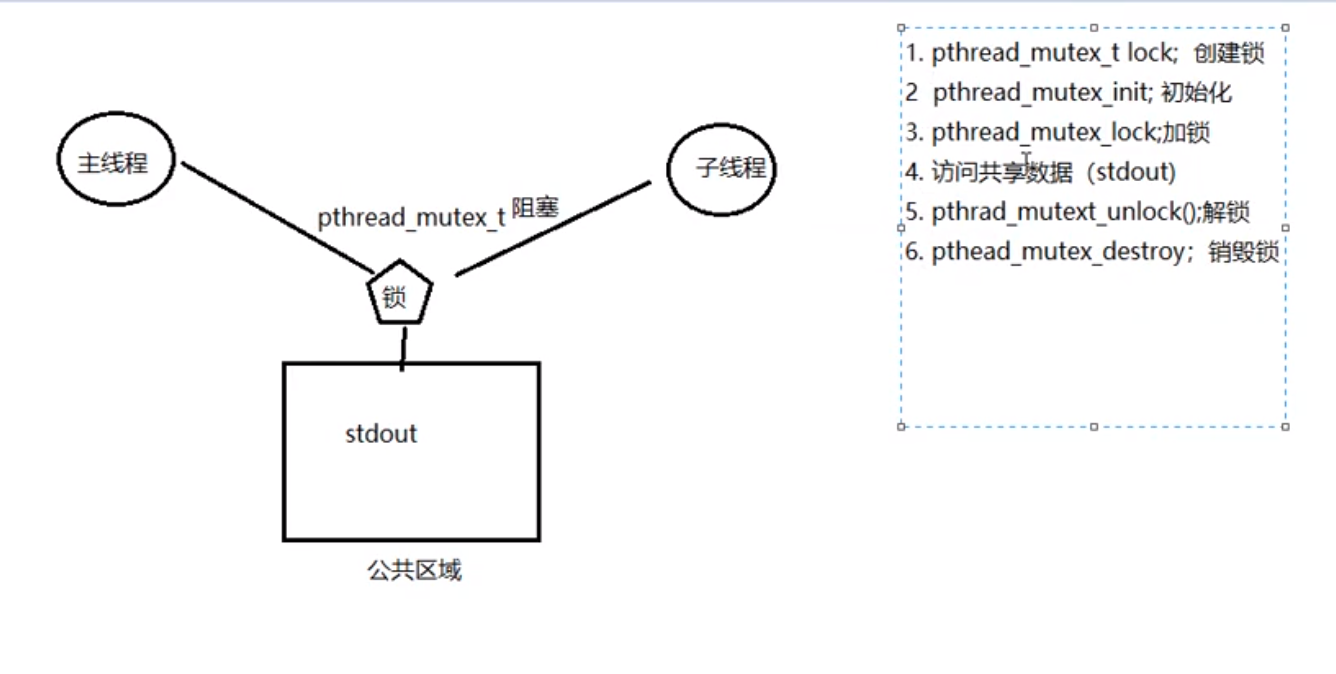 主线程
子线程
pthread_mutex_t 阻塞
锁
stdout
公共区域
1. pthread_mutex_t lock; 创建锁
2 pthread_mutex_init; 初始化
3. pthread_mutex_lock;加锁
4. 访问共享数据（stdout)
5. pthrad_mutext_unlock();解锁
6. pthead_mutex_destroy；销毁锁